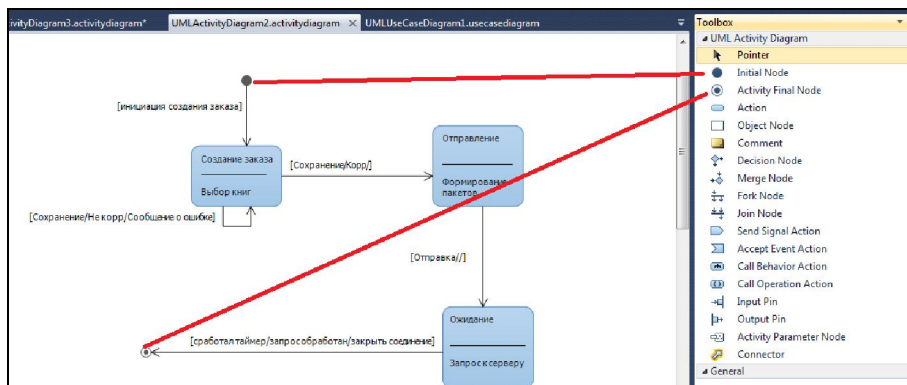 ivityDiagram3.activitydiagram*
UMLActivityDiagram2.activitydiagram
UMLUseCaseDiagram1.usecasediagram
[инициация создания заказа]
Создание заказа
Выбор книг
[Сохранение/Корр/]
Отправление
Формирование
пакетов
[Сохранение/Не корр/Сообщение о ошибке]
[Отправка//]
Ожидание
Запрос к серверу
[сработал таймер/запрос обработан/закрыть соединение]
Toolbox
UML Activity Diagram
Pointer
Initial Node
Activity Final Node
Action
Object Node
Comment
Decision Node
Merge Node
Fork Node
Join Node
Send Signal Action
Accept Event Action
Call Behavior Action
Call Operation Action
Input Pin
Output Pin
Activity Parameter Node
Connector
General